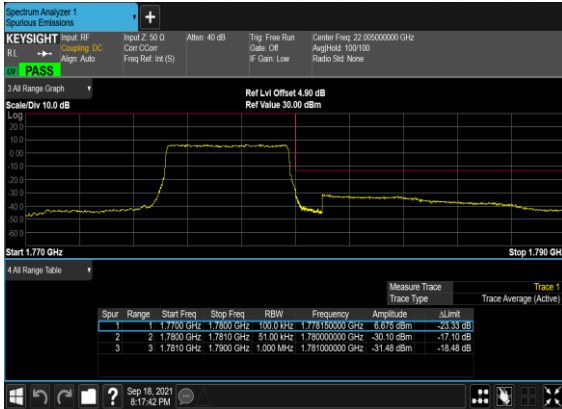 Spectrum Analyzer 1
Spurious Emissions
KEYSIGHT Input: RF Input Z: 50 Ω Atten: 40 dB Trig: Free Run Center Freq: 22.005000000 GHz
RL Coupling: DC Corr CCorr Gate: Off Avg|Hold: 100/100
Align: Auto Freq Ref: Int (S) IF Gain: Low Radio Std: None
PASS
3 All Range Graph
Ref Lvl Offset 4.90 dB
Scale/Div 10.0 dB Ref Value 30.00 dBm
Log
20.0
10.0
0.00
-10.0
-20.0
-30.0
-40.0
-50.0
-60.0
Start 1.770 GHz Stop 1.790 GH
4 All Range Table
Measure Trace Trace 1
Trace Type Trace Average (Active)
Spur Range Start Freq Stop Freq RBW Frequency Amplitude ΔLimit
1 1 1.7700 GHz 1.7800 GHz 100.0 kHz 1.778150000 GHz 6.675 dBm -23.33 dB
2 2 1.7800 GHz 1.7810 GHz 51.00 kHz 1.780000000 GHz -30.10 dBm -17.10 dB
3 3 1.7810 GHz 1.7900 GHz 1.000 MHz 1.781000000 GHz -31.48 dBm -18.48 dB
? Sep 18, 2021
8:17:42 PM